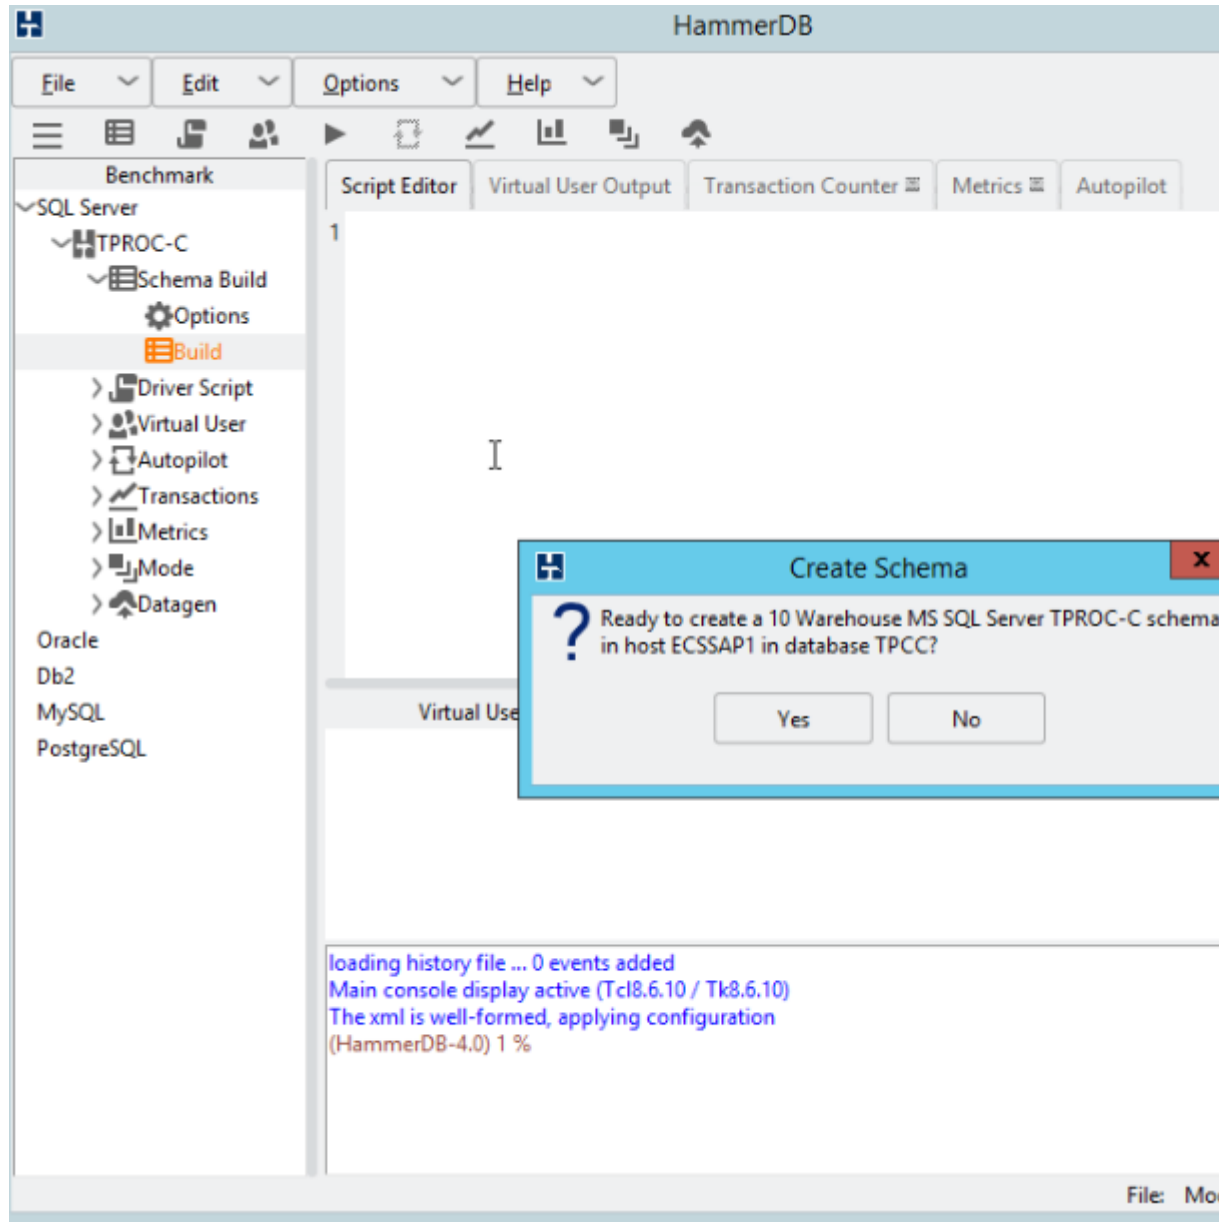 HammerDB
File Edit Options Help
Benchmark
SQL Server
TPROC-C
Schema Build
Options
Build
Driver Script
Virtual User
Autopilot
Transactions
Metrics
Mode
Datagen
Oracle
Db2
MySQL
PostgreSQL
Script Editor Virtual User Output Transaction Counter Metrics Autopilot
1
Create Schema
Ready to create a 10 Warehouse MS SQL Server TPROC-C schema
in host ECSSAP1 in database TPCC?
Yes No
Virtual Use
loading history file ... 0 events added
Main console display active (Tcl8.6.10 / Tk8.6.10)
The xml is well-formed, applying configuration
(HammerDB-4.0) 1 %
File: